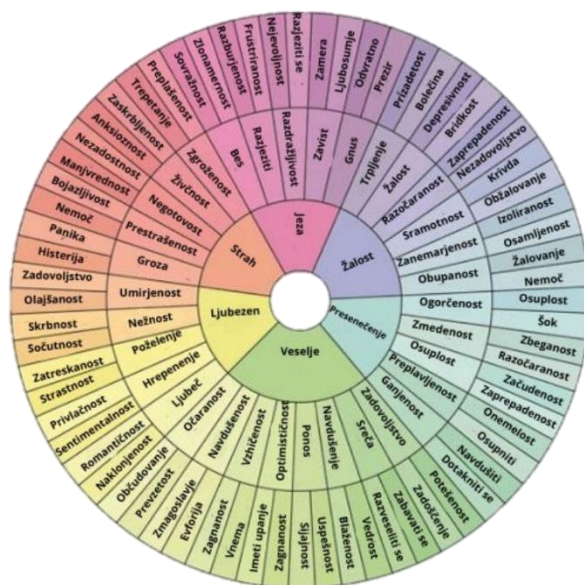 Jeza
Žalost
Presenečenje
Veselje
Ljubezen
Strah
Bes
Razjeziti
Razdražljivost
Zavist
Gnus
Trpljenje
Žalost
Razočaranost
Sramotnost
Zanemarjenost
Obupanost
Ogorčenost
Zmedenost
Osuplost
Preplavljenost
Ganjenost
Zadovoljstvo
Sreča
Navdušenje
Ponos
Optimističnost
Vzhičenost
Navdušenost
Očaranost
Ljubeč
Hrepenenje
Poželenje
Nežnost
Umirjenost
Groza
Prestrašenost
Negotovost
Živčnost
Zgroženost
Sovražnost
Zlonamernost
Razburjenost
Frustriranost
Nejevoljnost
Razjeziti se
Zamera
Ljubosumje
Odvratno
Prezir
Prizadetost
Bolečina
Depresivnost
Bridkost
Zaprepadenost
Nezadovoljstvo
Krivda
Obžalovanje
Izoliranost
Osamljenost
Žalovanje
Nemoč
Osuplost
Šok
Zbeganost
Razočaranost
Začudenost
Zaprepadenost
Onemelost
Osupniti
Navdušiti
Dotakniti se
Potešenost
Zadoščenje
Zabavati se
Razveseliti se
Vedrost
Blaženost
Uspešnost
Sijajnost
Zagnanost
Imeti upanje
Vnema
Zagnanost
Evforija
Zmagoslavje
Prevzetost
Občudovanje
Naklonjenost
Romantičnost
Sentimentalnost
Privlačnost
Strastnost
Zatreskanost
Sočutnost
Skrbnost
Olajšanost
Zadovoljstvo
Histerija
Panika
Nemoč
Bojazljivost
Manjvrednost
Nezadostnost
Anksioznost
Zaskrbljenost
Trepetanje
Preplašenost